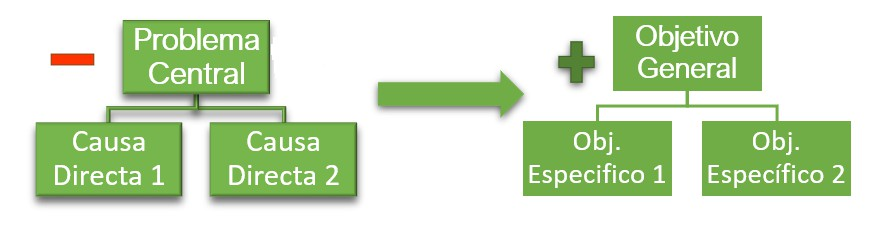 Problema
Central
Causa
Directa 1
Causa
Directa 2
Objetivo
General
Obj.
Especifico 1
Obj.
Específico 2